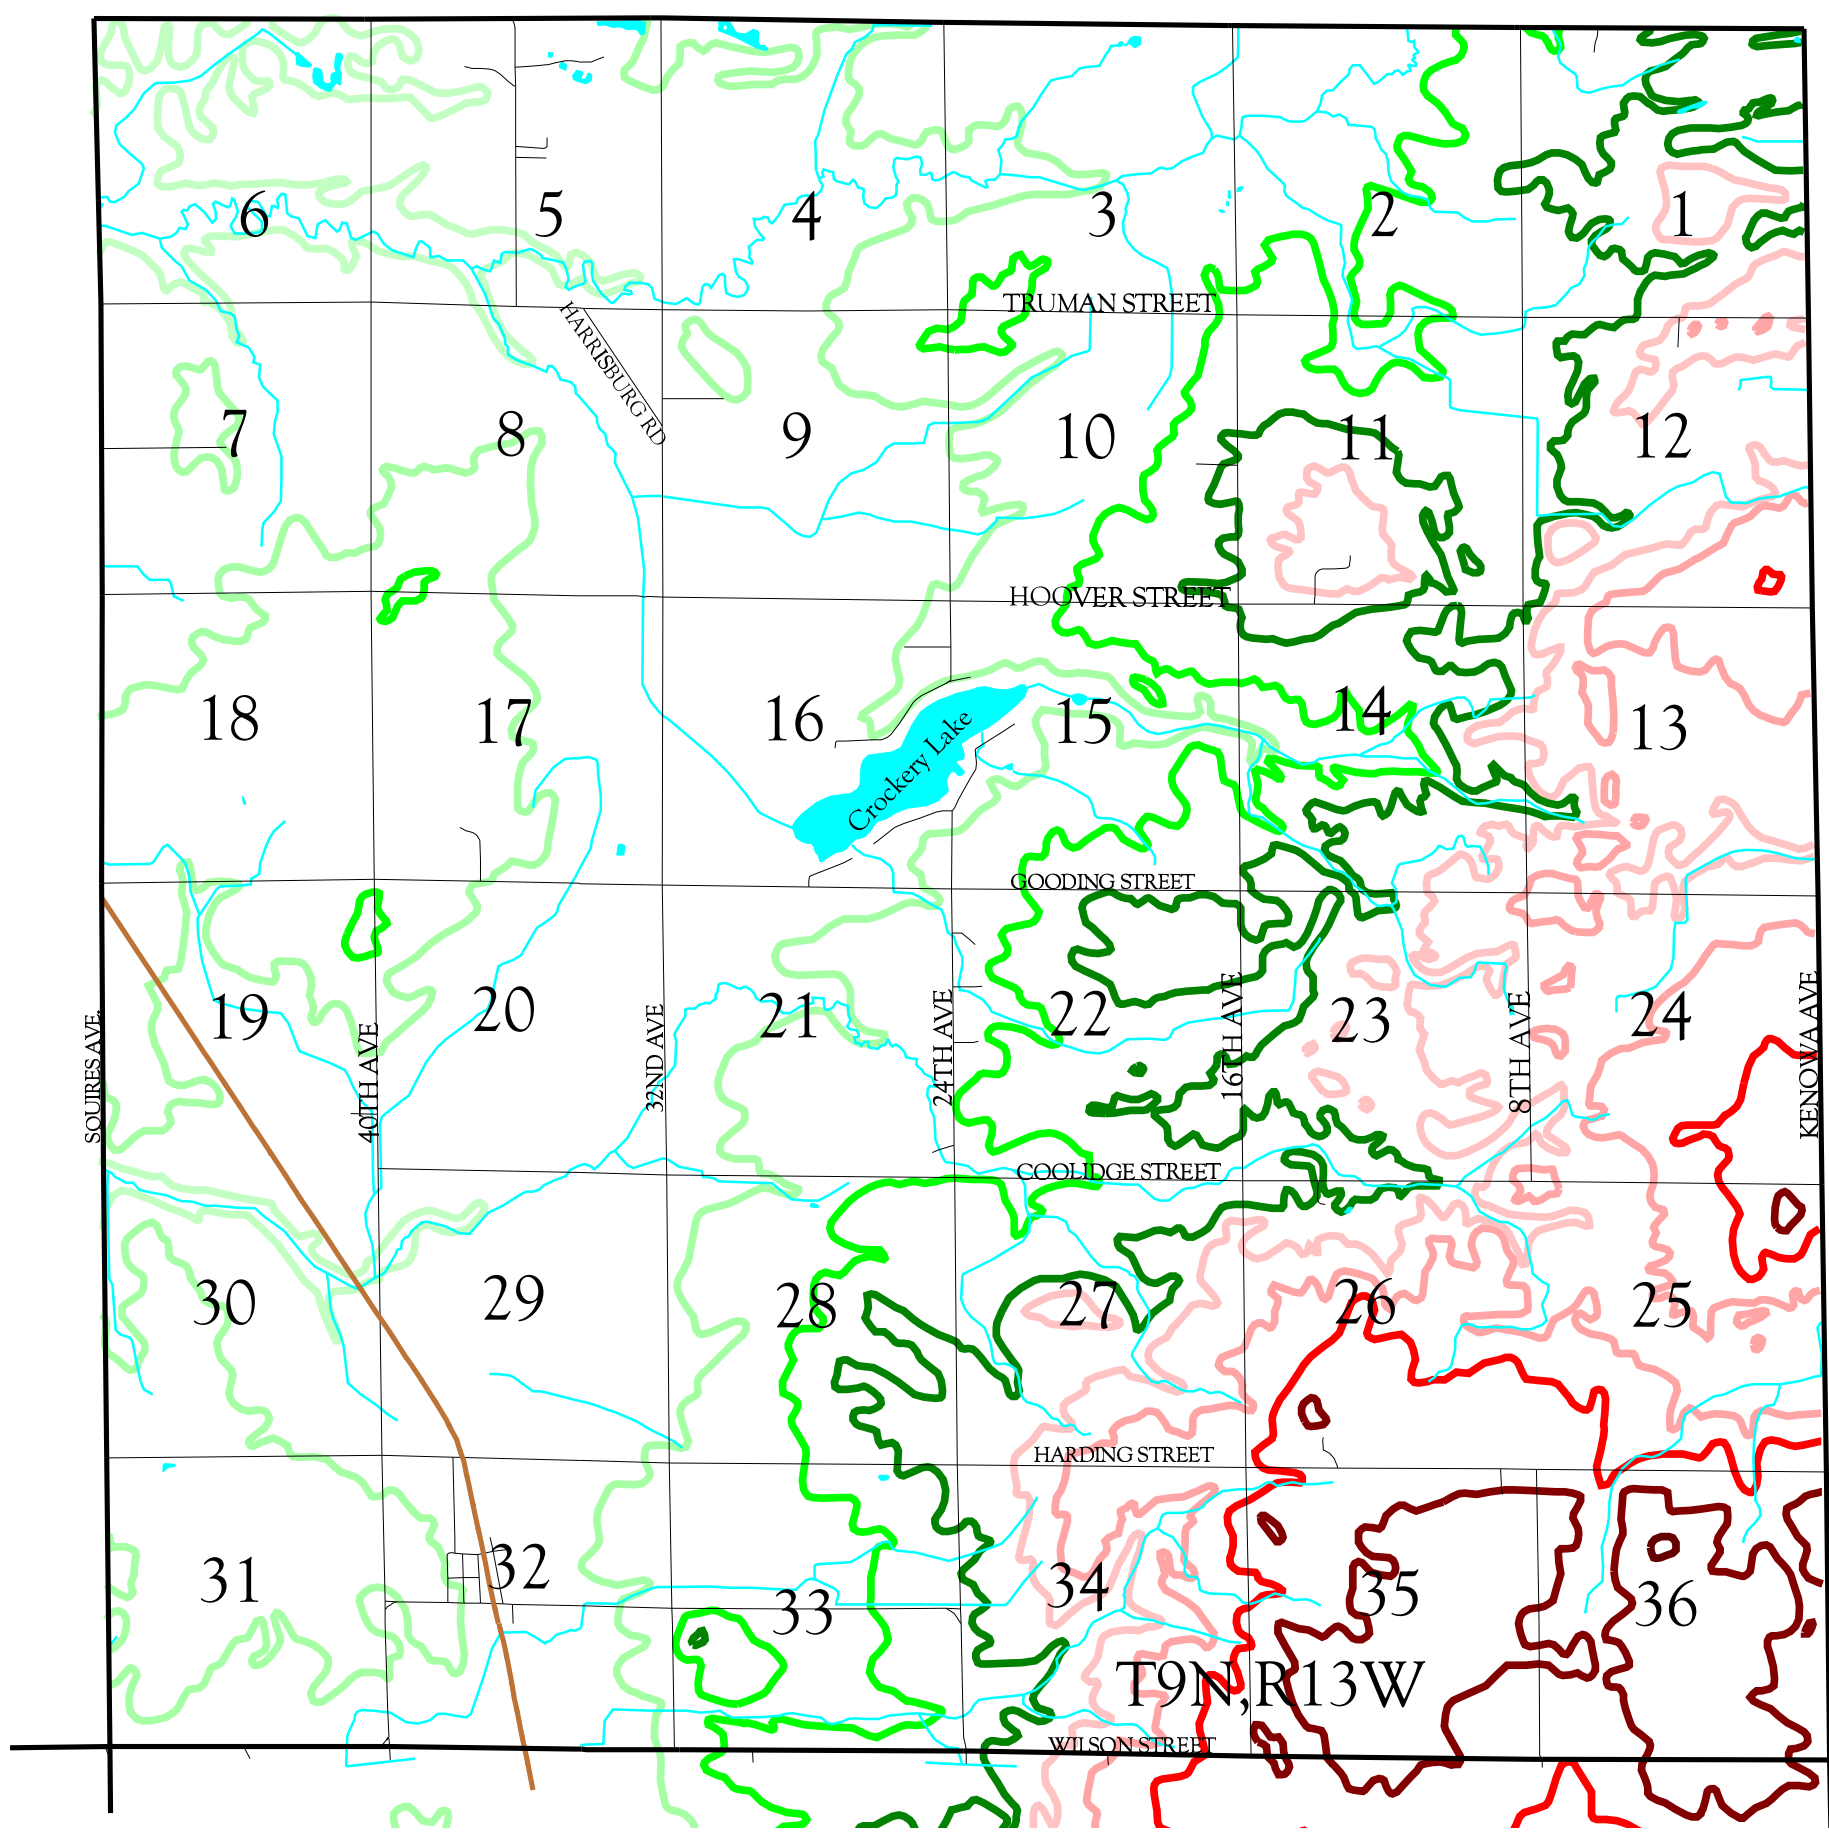 6
5
4
3
2
1
TRUMAN STREET
HARRISBURG RD
7
8
9
10
11
12
HOOVER STREET
18
17
16
15
14
13
Crockery Lake
GOODING STREET
19
20
21
22
23
24
SQUIRES AVE.
40TH AVE
32ND AVE
24TH AVE
16TH AVE
8TH AVE
KENOWA AVE
COOLIDGE STREET
30
29
28
27
26
25
HARDING STREET
31
32
33
34
35
36
T9N,R13W
WILSON STREET